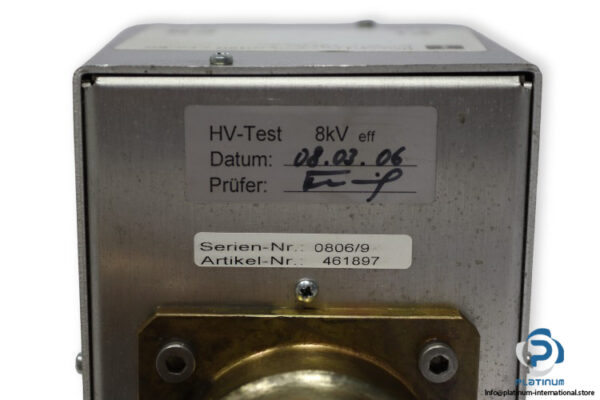 HV-Test 8kV eff
Datum: 08.03.06
Prüfer:
Serien-Nr.: 0806/9
Artikel-Nr.: 461897
PLATINUM
Info@platinum-international.store